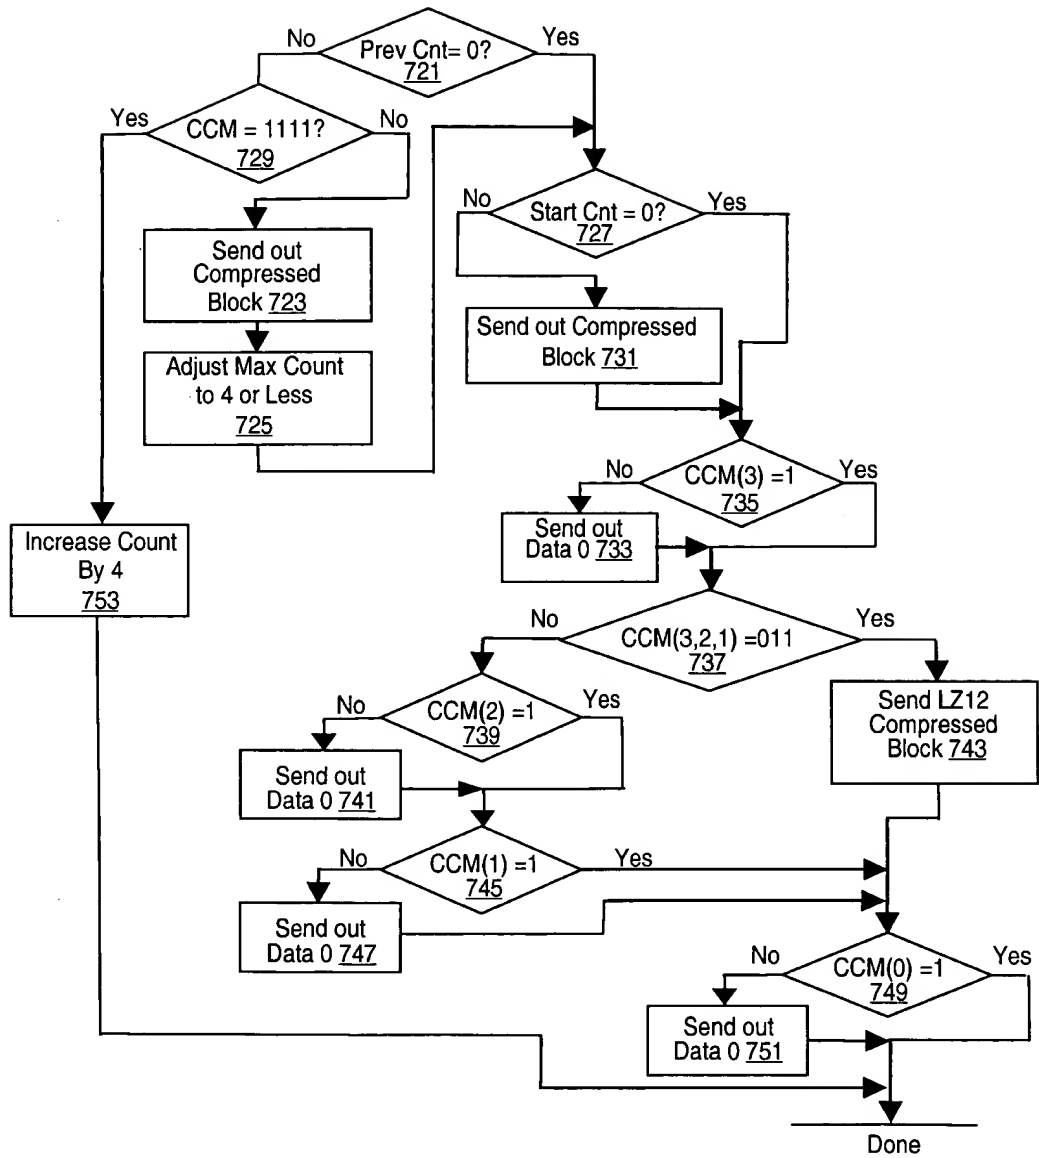 No
Prev Cnt= 0?
721
Yes
Yes
CCM = 1111?
729
No
No
Start Cnt = 0?
727
Yes
Send out
Compressed
Block 723
Send out Compressed
Block 731
Adjust Max Count
to 4 or Less
725
No
CCM(3) =1
735
Yes
Send out
Data 0 733
Increase Count
By 4
753
No
CCM(3,2,1) =011
737
Yes
No
CCM(2) =1
739
Yes
Send LZ12
Compressed
Block 743
Send out
Data 0 741
No
CCM(1) =1
745
Yes
Send out
Data 0 747
No
CCM(0) =1
749
Yes
Send out
Data 0 751
Done